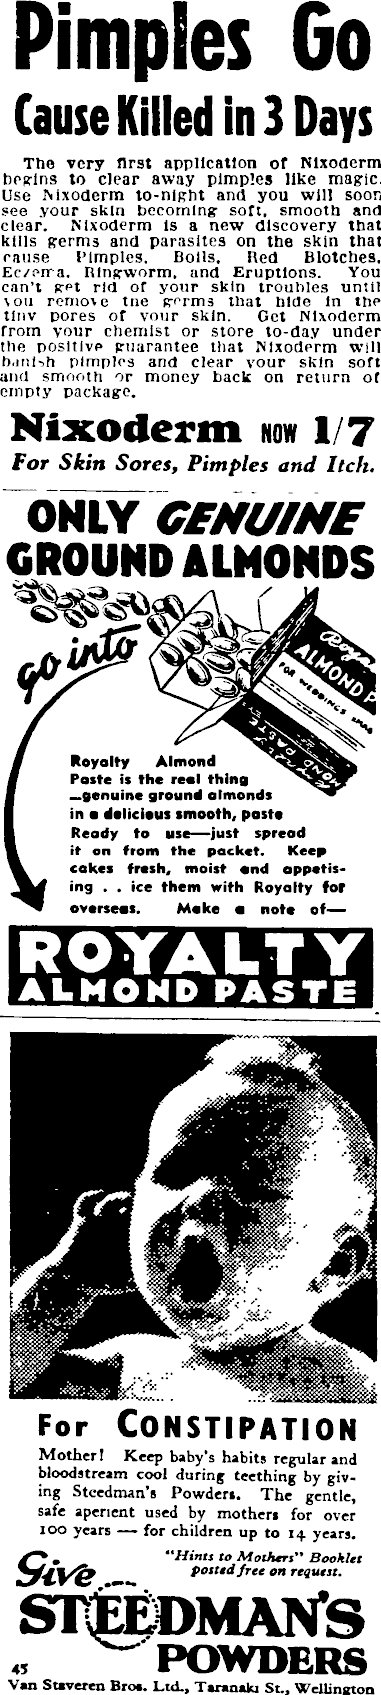 Pimples Go
Cause Killed in 3 Days
The very first application of Nixoderm
begins to clear away pimples like magic.
Use Nixoderm to-night and you will soon
see your skin becoming soft, smooth and
clear. Nixoderm is a new discovery that
kills germs and parasites on the skin that
cause Pimples, Boils, Red Blotches,
Eczema, Ringworm, and Eruptions. You
can't get rid of your skin troubles until
you remove the germs that hide in the
tiny pores of your skin. Get Nixoderm
from your chemist or store to-day under
the positive guarantee that Nixoderm will
banish pimples and clear your skin soft
and smooth or money back on return of
empty package.
Nixoderm NOW 1/7
For Skin Sores, Pimples and Itch.
ONLY GENUINE
GROUND ALMONDS
go into
ALMOND P
FOR WEDDINGS
Royalty Almond
Paste is the real thing
—genuine ground almonds
in a delicious smooth, paste
Ready to use—just spread
it on from the packet. Keep
cakes fresh, moist and appetis-
ing . . ice them with Royalty for
overseas. Make a note of—
ROYALTY
ALMOND PASTE
For CONSTIPATION
Mother! Keep baby's habits regular and
bloodstream cool during teething by giv-
ing Steedman's Powders. The gentle,
safe aperient used by mothers for over
100 years — for children up to 14 years.
"Hints to Mothers" Booklet
posted free on request.
Give
STEEDMAN'S
POWDERS
45
Van Staveren Bros. Ltd., Taranaki St., Wellington